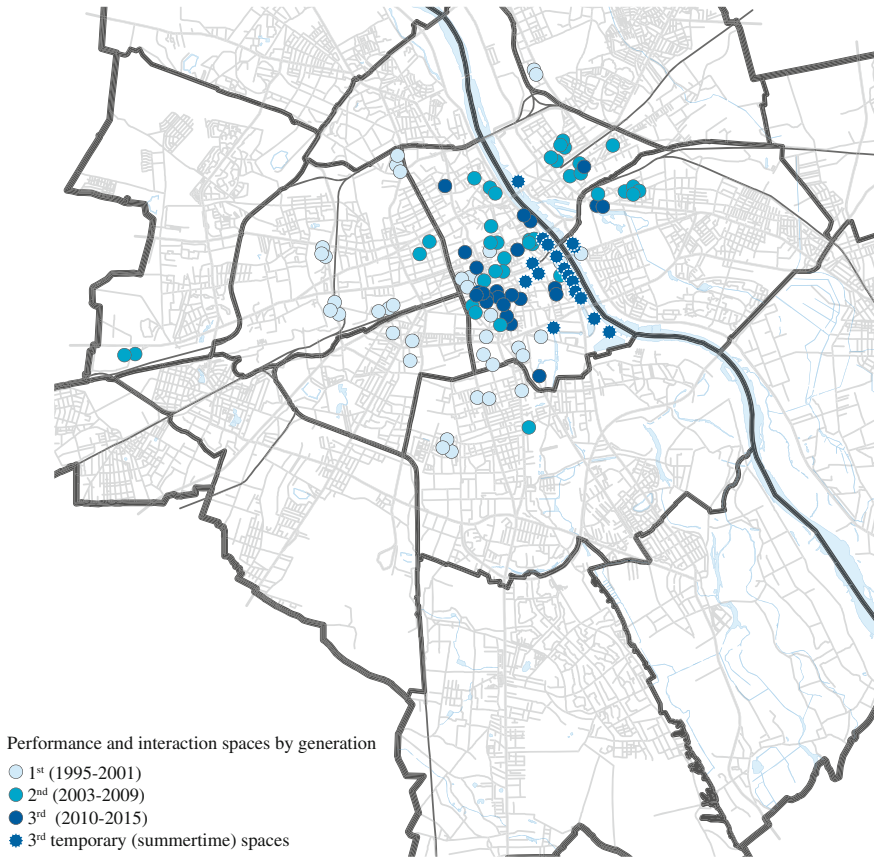 Performance and interaction spaces by generation
1st (1995-2001)
2nd (2003-2009)
3rd (2010-2015)
3rd temporary (summertime) spaces